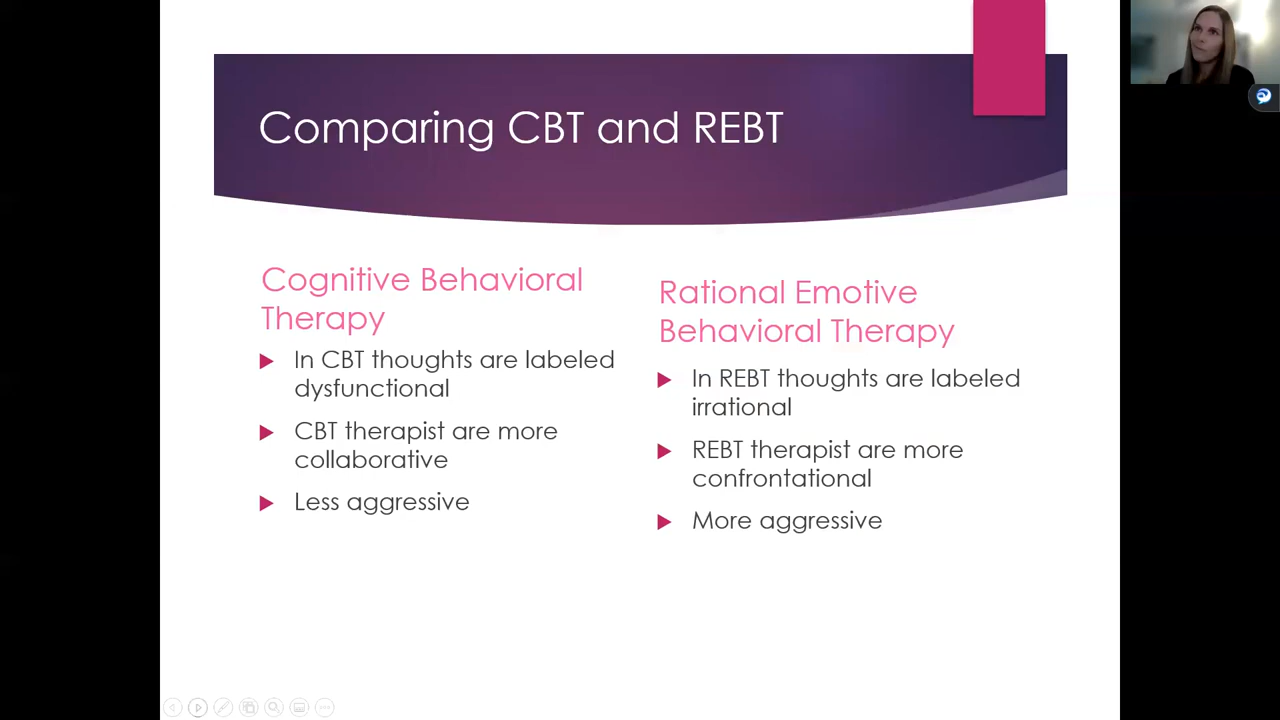 Comparing CBT and REBT
Cognitive Behavioral
Therapy
In CBT thoughts are labeled
dysfunctional
CBT therapist are more
collaborative
Less aggressive
Rational Emotive
Behavioral Therapy
In REBT thoughts are labeled
irrational
REBT therapist are more
confrontational
More aggressive